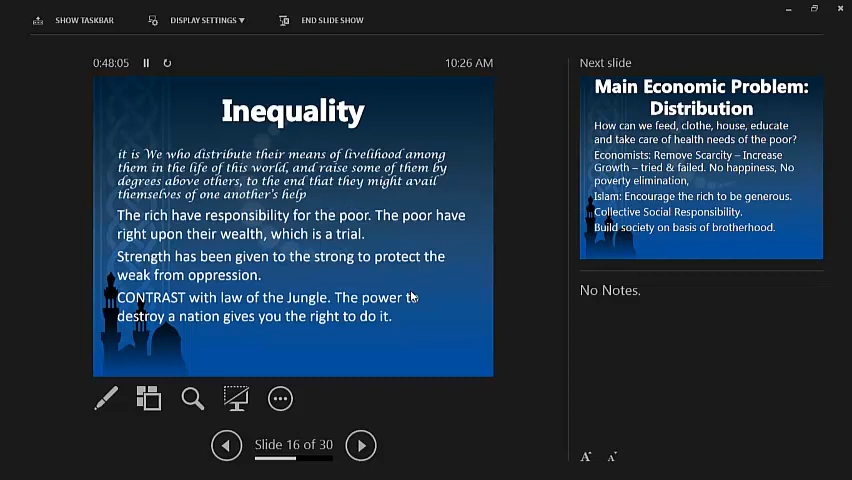 SHOW TASKBAR
DISPLAY SETTINGS ▾
END SLIDE SHOW
0:48:05
10:26 AM
Inequality
it is We who distribute their means of livelihood among
them in the life of this world, and raise some of them by
degrees above others, to the end that they might avail
themselves of one another's help
The rich have responsibility for the poor. The poor have
right upon their wealth, which is a trial.
Strength has been given to the strong to protect the
weak from oppression.
CONTRAST with law of the Jungle. The power to
destroy a nation gives you the right to do it.
Slide 16 of 30
Next slide
Main Economic Problem:
Distribution
How can we feed, clothe, house, educate
and take care of health needs of the poor?
Economists: Remove Scarcity – Increase
Growth – tried & failed. No happiness, No
poverty elimination,
Islam: Encourage the rich to be generous.
Collective Social Responsibility.
Build society on basis of brotherhood.
No Notes.
A A